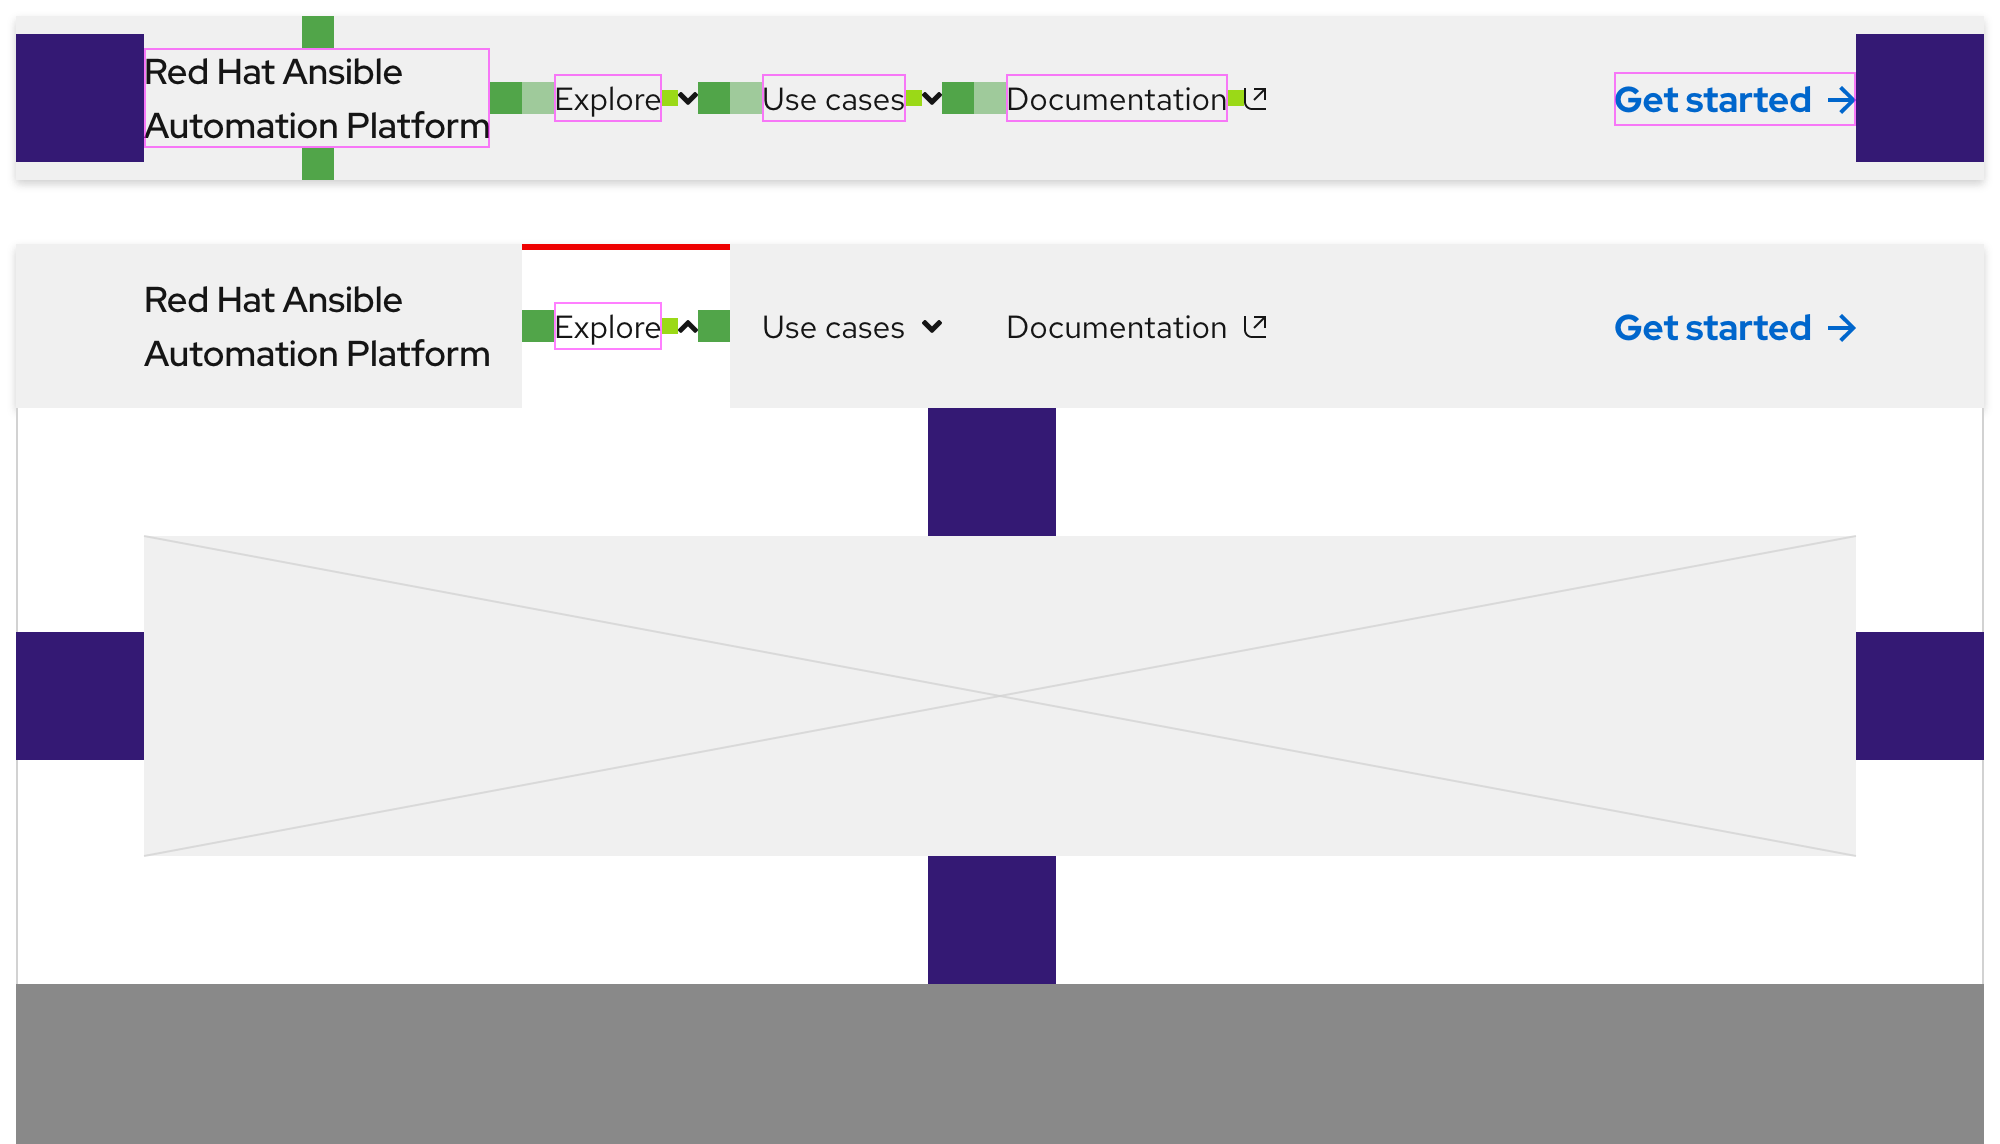 Red Hat Ansible
Automation Platform
Explore
Use cases
Documentation
Get started
Red Hat Ansible
Automation Platform
Explore
Use cases
Documentation
Get started